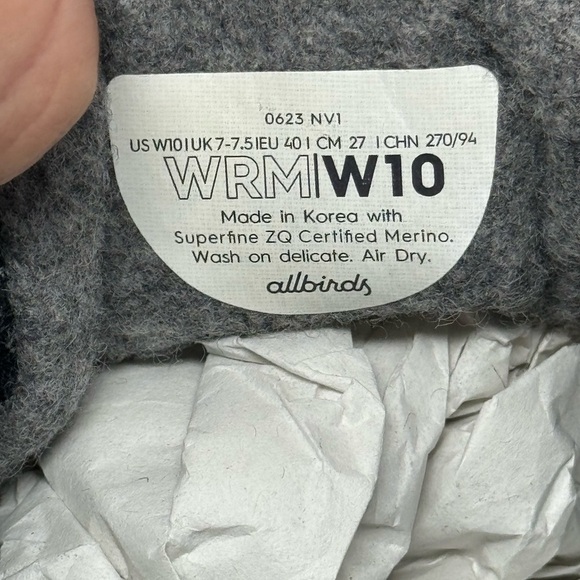 0623 NV1
US W10 | UK 7-7.5 | EU 40 | CM 27 | CHN 270/94
WRM|W10
Made in Korea with
Superfine ZQ Certified Merino.
Wash on delicate. Air Dry.
allbirds